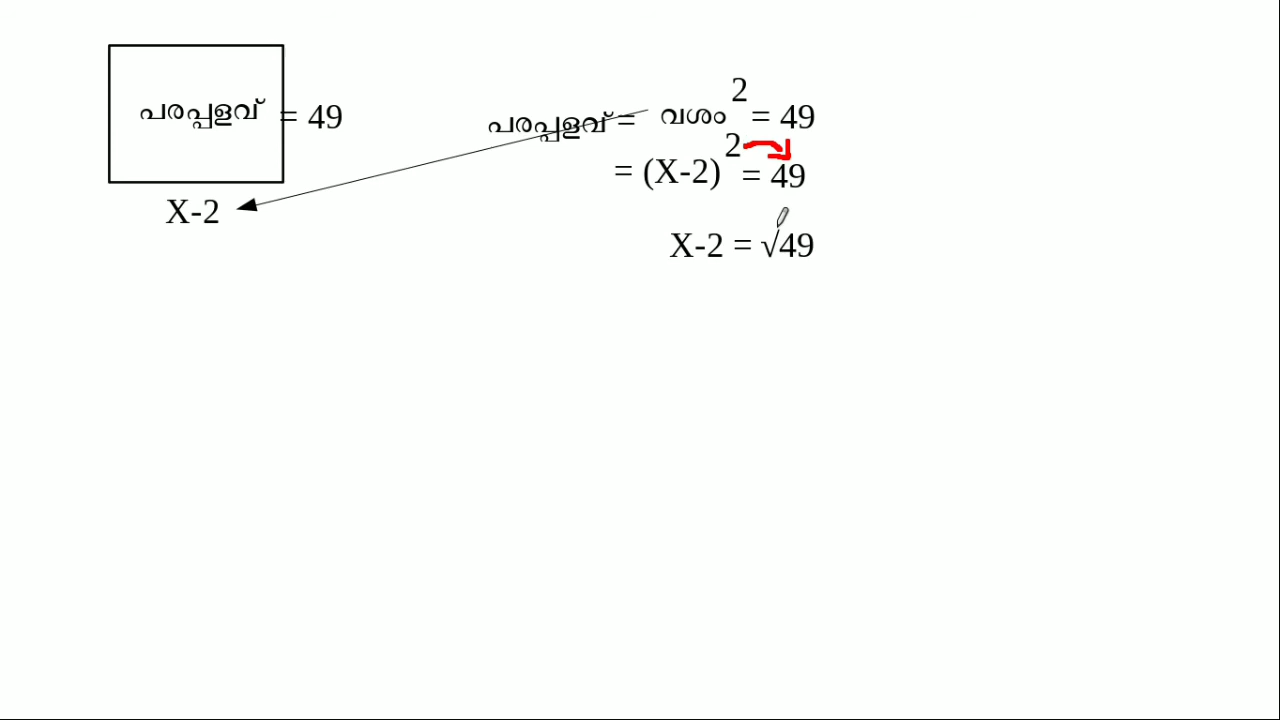 പരപ്പളവ് = 49
X-2
പരപ്പളവ് = വശം² = 49
= (X-2)² = 49
X-2 = √49